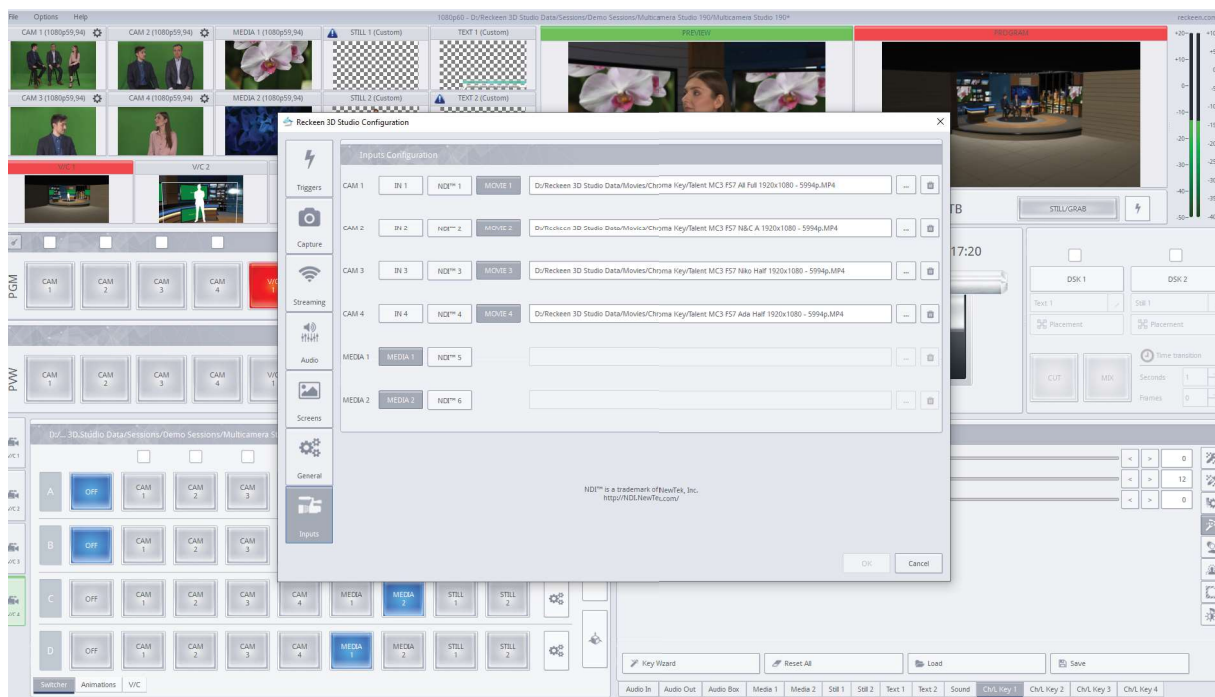 File Options Help 1080p60 - D:/Reckeen 3D Studio Data/Sessions/Demo Sessions/Multicamera Studio 190/Multicamera Studio 190* reckeen.com
CAM 1 (1080p59,94) CAM 2 (1080p59,94) MEDIA 1 (1080p59,94) STILL 1 (Custom) TEXT 1 (Custom) PREVIEW PROGRAM
CAM 3 (1080p59,94) CAM 4 (1080p59,94) MEDIA 2 (1080p59,94) STILL 2 (Custom) TEXT 2 (Custom)
V/C 1 V/C 2
Reckeen 3D Studio Configuration
Inputs Configuration
Triggers
Capture
Streaming
Audio
Screens
General
Inputs
CAM 1 IN 1 NDI™ 1 MOVIE 1 D:/Reckeen 3D Studio Data/Movies/Chroma Key/Talent MC3 FS7 All Full 1920x1080 - 5994p.MP4 ...
CAM 2 IN 2 NDI™ 2 MOVIE 2 D:/Reckeen 3D Studio Data/Movies/Chroma Key/Talent MC3 FS7 N&C A 1920x1080 - 5994p.MP4 ...
CAM 3 IN 3 NDI™ 3 MOVIE 3 D:/Reckeen 3D Studio Data/Movies/Chroma Key/Talent MC3 FS7 Niko Half 1920x1080 - 5994p.MP4 ...
CAM 4 IN 4 NDI™ 4 MOVIE 4 D:/Reckeen 3D Studio Data/Movies/Chroma Key/Talent MC3 FS7 Ada Half 1920x1080 - 5994p.MP4 ...
MEDIA 1 MEDIA 1 NDI™ 5 ...
MEDIA 2 MEDIA 2 NDI™ 6 ...
NDI™ is a trademark of NewTek, Inc.
http://NDI.NewTek.com/
OK Cancel
TB STILL/GRAB
17:20
DSK 1 DSK 2
Text 1 Still 1
Placement Placement
Time transition
CUT MIX Seconds 1
Frames 0
PGM CAM 1 CAM 2 CAM 3 CAM 4 V/C 1
PVW CAM 1 CAM 2 CAM 3 CAM 4 V/C 1
D:/... 3D Studio Data/Sessions/Demo Sessions/Multicamera St
V/C 1
V/C 2
V/C 3
V/C 4
A OFF CAM 1 CAM 2 CAM 3
B OFF CAM 1 CAM 2 CAM 3
C OFF CAM 1 CAM 2 CAM 3 CAM 4 MEDIA 1 MEDIA 2 STILL 1 STILL 2
D OFF CAM 1 CAM 2 CAM 3 CAM 4 MEDIA 1 MEDIA 2 STILL 1 STILL 2
Switcher Animations V/C
< > 0
< > 12
< > 0
Key Wizard Reset All Load Save
Audio In Audio Out Audio Box Media 1 Media 2 Still 1 Still 2 Text 1 Text 2 Sound Ch/L Key 1 Ch/L Key 2 Ch/L Key 3 Ch/L Key 4